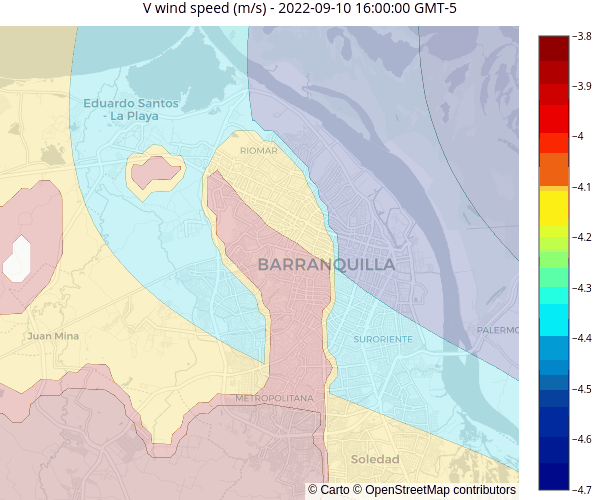 V wind speed (m/s) - 2022-09-10 16:00:00 GMT-5
−3.8
−3.9
−4
−4.1
−4.2
−4.3
−4.4
−4.5
−4.6
−4.7
Eduardo Santos
- La Playa
RIOMAR
BARRANQUILLA
Juan Mina
SURORIENTE
PALERMO
METROPOLITANA
Soledad
© Carto © OpenStreetMap contributors